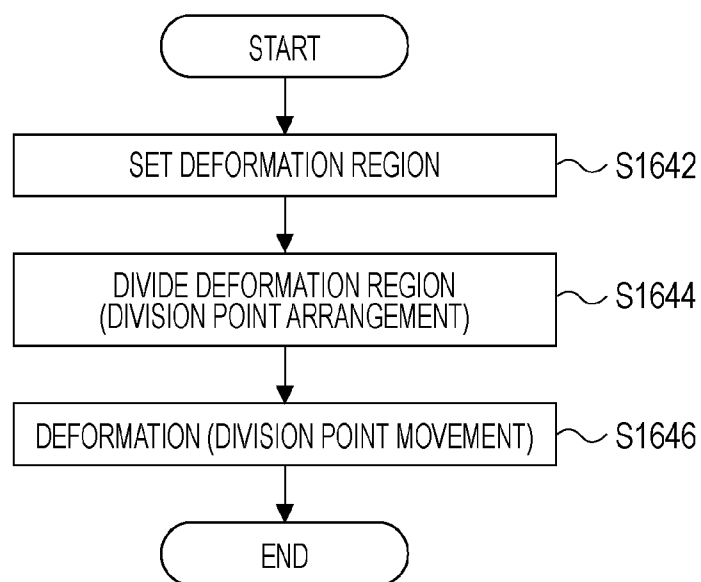 START
SET DEFORMATION REGION
S1642
DIVIDE DEFORMATION REGION
(DIVISION POINT ARRANGEMENT)
S1644
DEFORMATION (DIVISION POINT MOVEMENT)
S1646
END